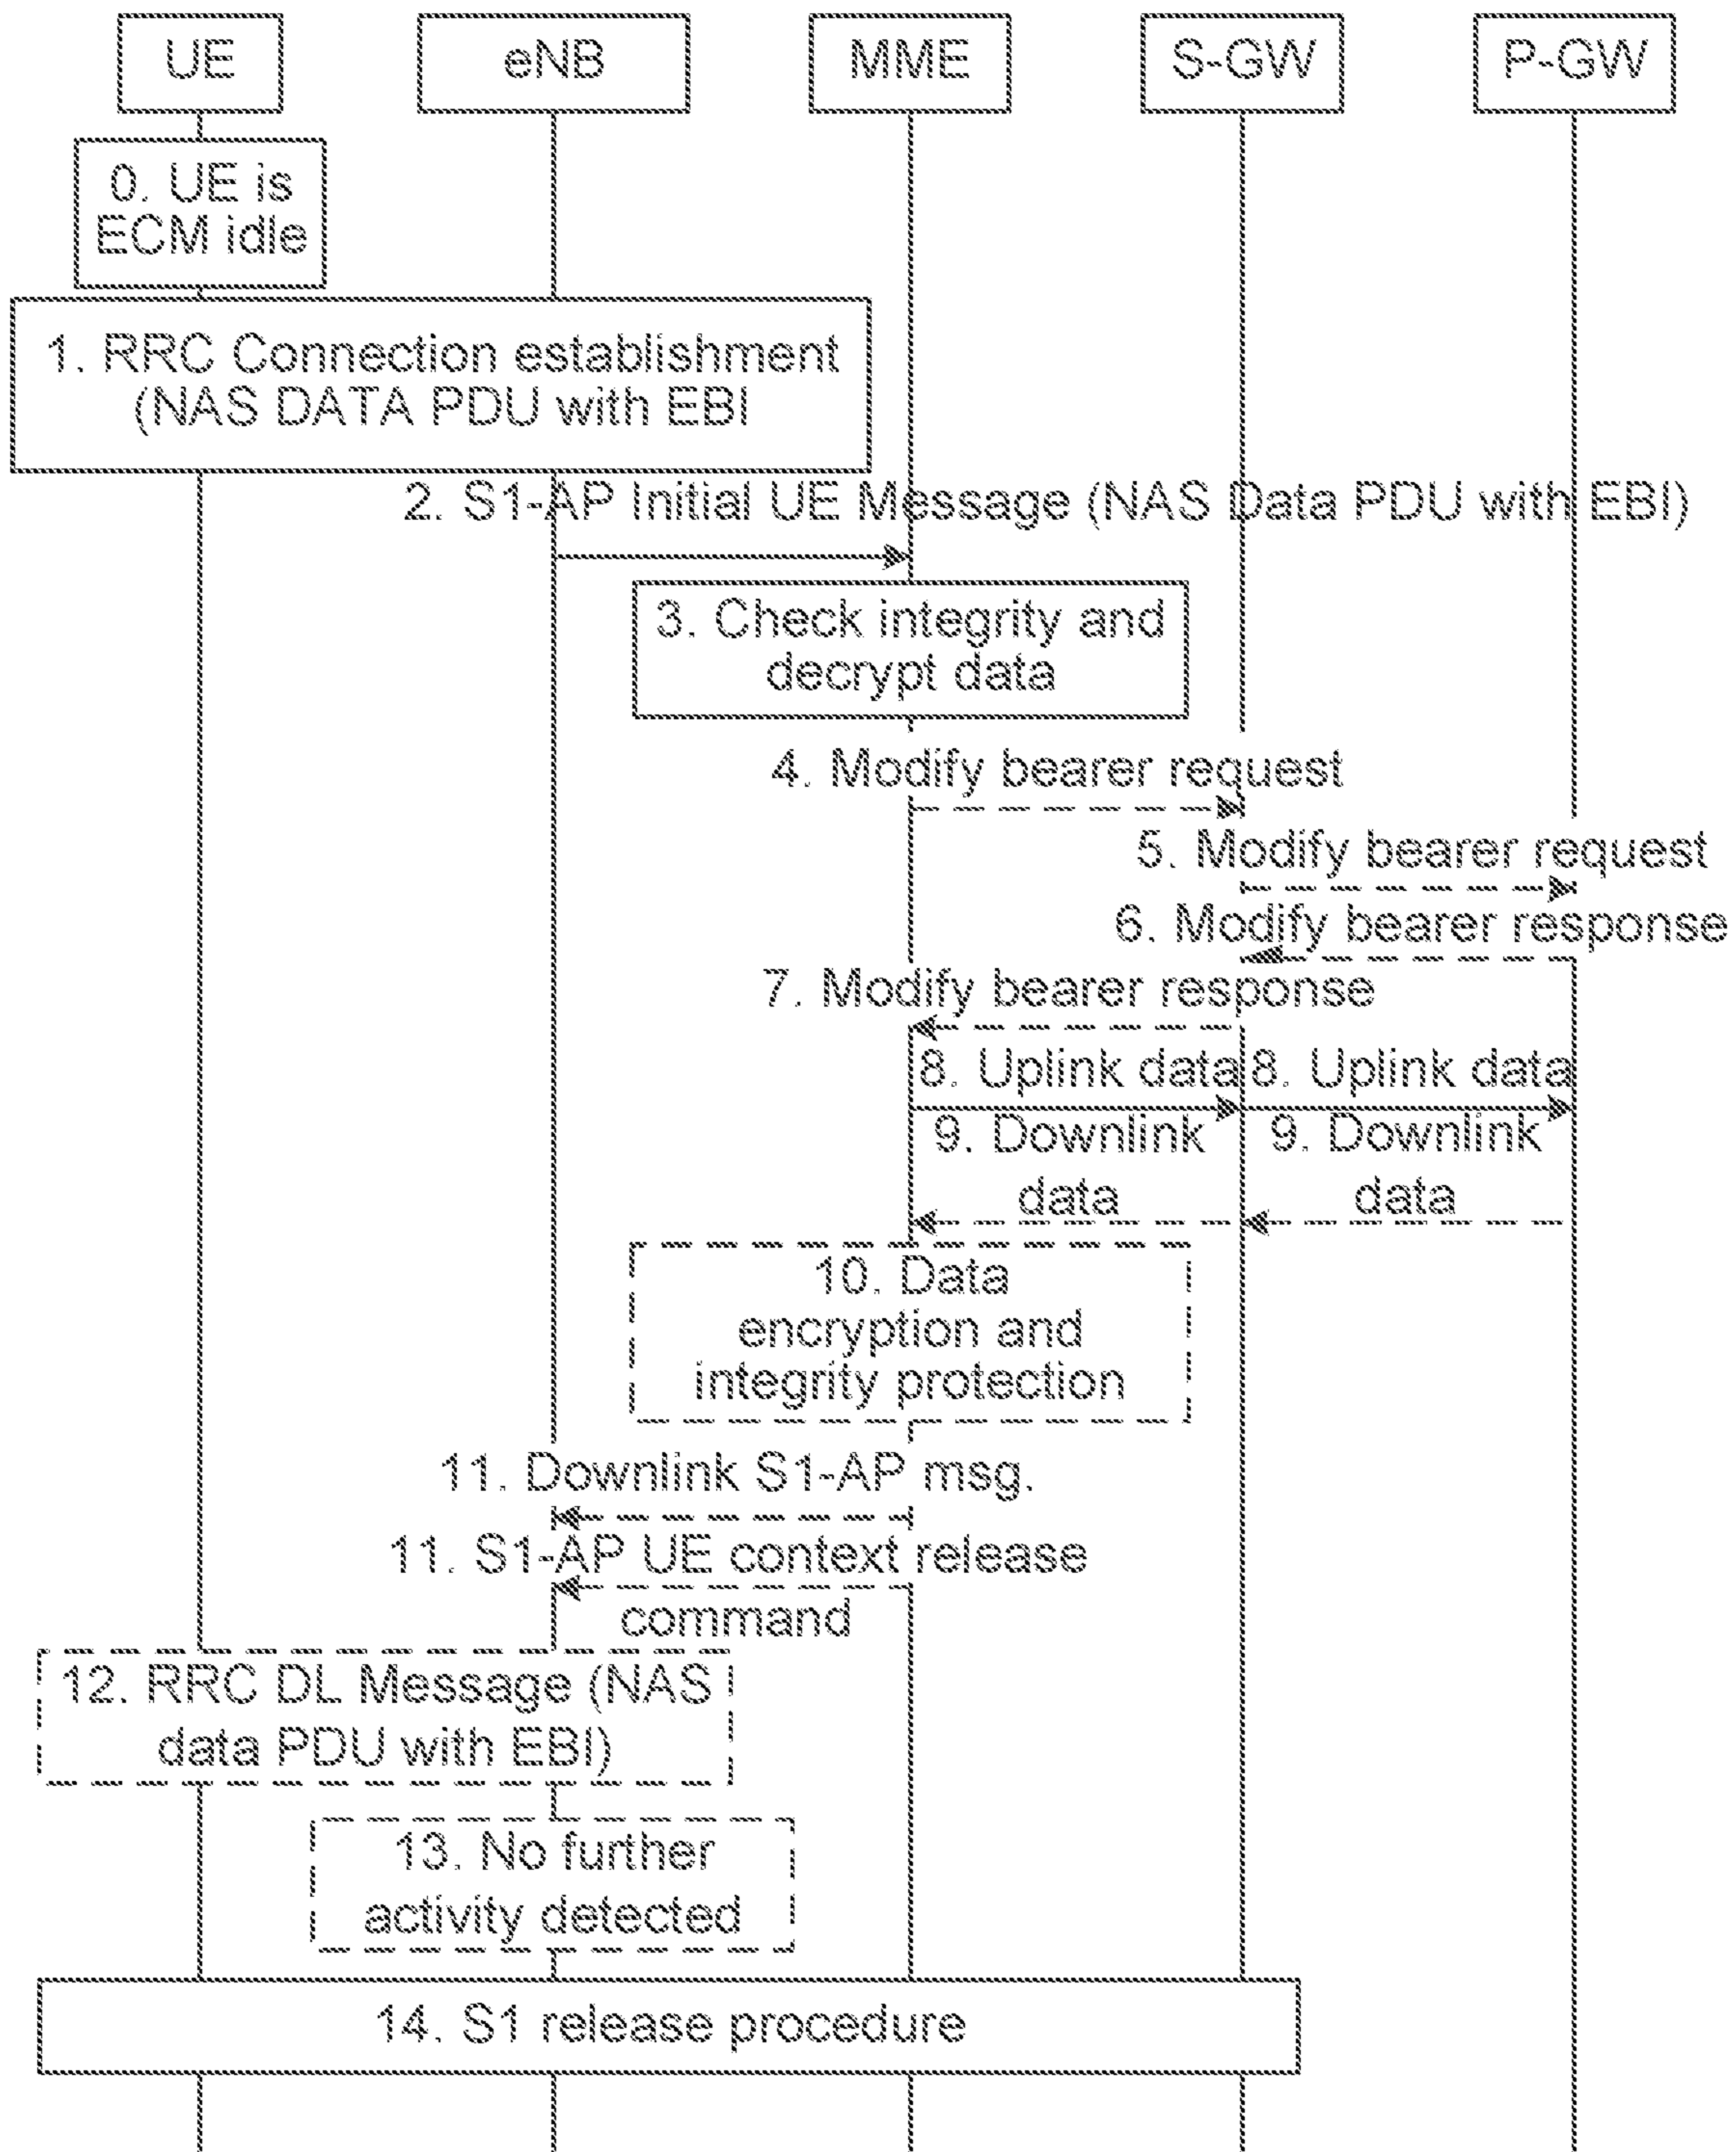 UE
eNB
MME
S-GW
P-GW
0. UE is
ECM idle
1. RRC Connection establishment
(NAS DATA PDU with EBI
2. S1-AP Initial UE Message (NAS Data PDU with EBI)
3. Check integrity and
decrypt data
4. Modify bearer request
5. Modify bearer request
6. Modify bearer response
7. Modify bearer response
8. Uplink data
8. Uplink data
9. Downlink
data
9. Downlink
data
10. Data
encryption and
integrity protection
11. Downlink S1-AP msg.
11. S1-AP UE context release
command
12. RRC DL Message (NAS
data PDU with EBI)
13. No further
activity detected
14. S1 release procedure